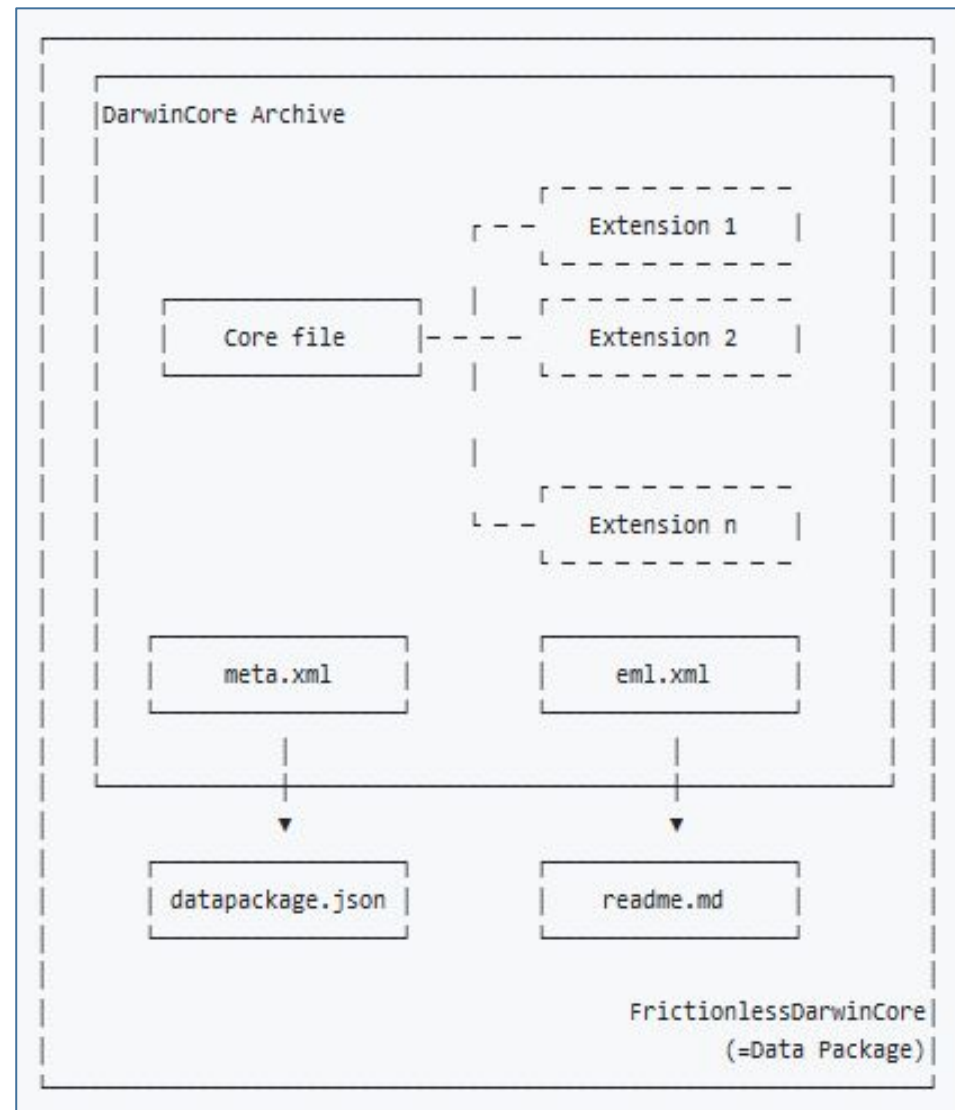 DarwinCore Archive
Extension 1
Core file
Extension 2
Extension n
meta.xml
eml.xml
datapackage.json
readme.md
FrictionlessDarwinCore
(=Data Package)